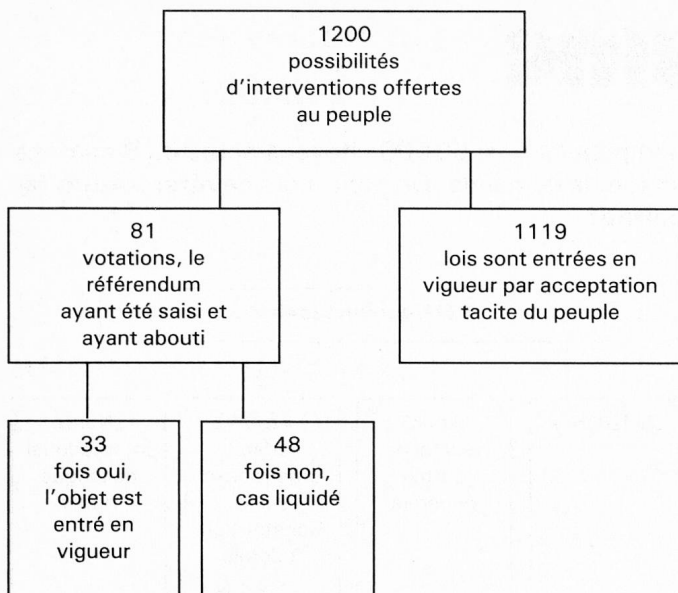 1200
possibilités
d'interventions offertes
au peuple
81
votations, le
référendum
ayant été saisi et
ayant abouti
1119
lois sont entrées en
vigueur par acceptation
tacite du peuple
33
fois oui,
l'objet est
entré en
vigueur
48
fois non,
cas liquidé